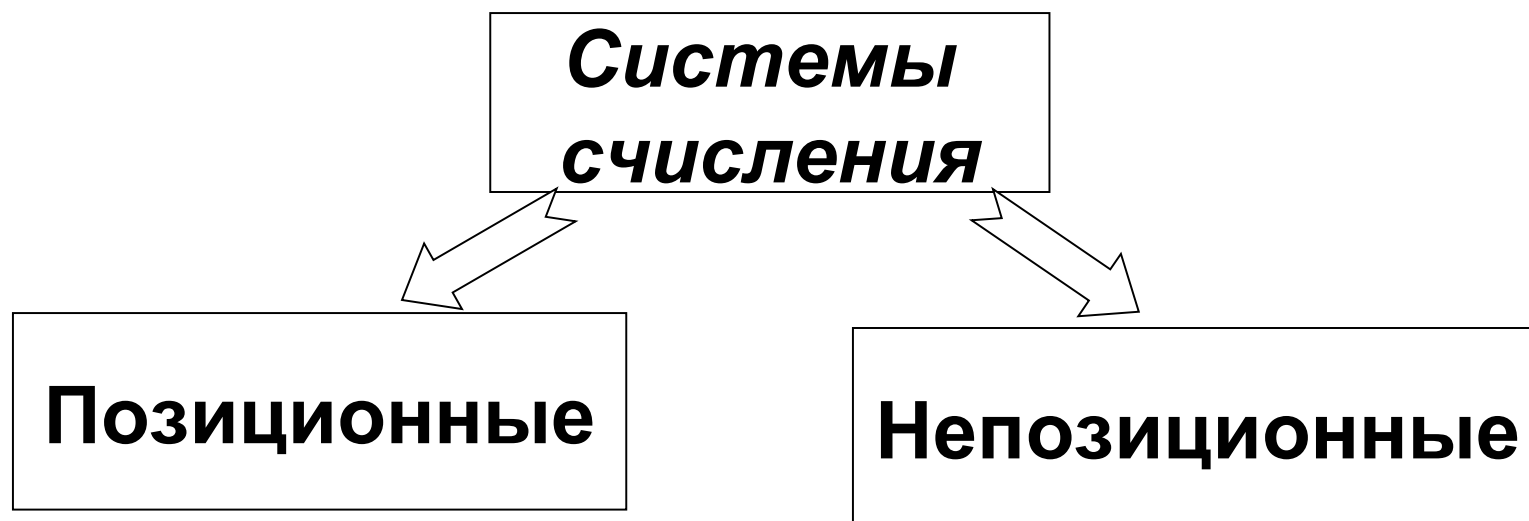 Системы
счисления
Позиционные
Непозиционные